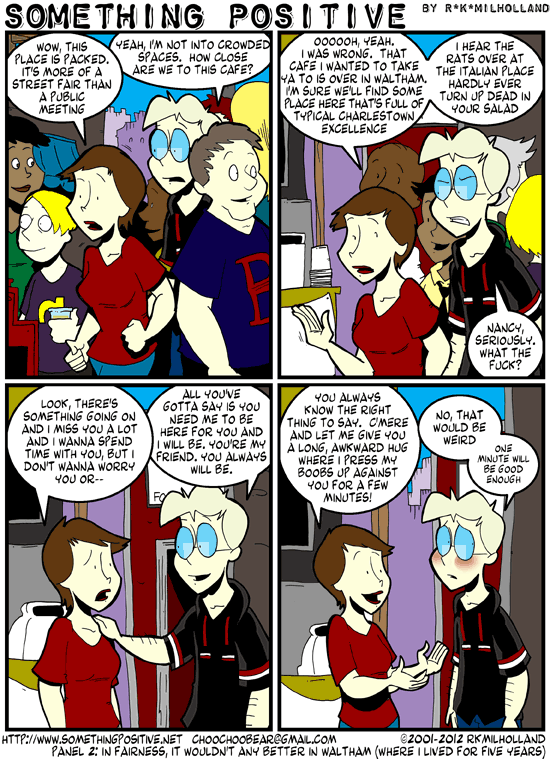 SOMETHING POSITIVE BY R*K*MILHOLLAND
WOW, THIS
PLACE IS PACKED.
IT'S MORE OF A
STREET FAIR THAN
A PUBLIC
MEETING
YEAH, I'M NOT INTO CROWDED
SPACES. HOW CLOSE
ARE WE TO THIS CAFE?
OOOOOH, YEAH.
I WAS WRONG. THAT
CAFE I WANTED TO TAKE
YA TO IS OVER IN WALTHAM.
I'M SURE WE'LL FIND SOME
PLACE HERE THAT'S FULL OF
TYPICAL CHARLESTOWN
EXCELLENCE
I HEAR THE
RATS OVER AT
THE ITALIAN PLACE
HARDLY EVER
TURN UP DEAD IN
YOUR SALAD
NANCY,
SERIOUSLY.
WHAT THE
FUCK?
LOOK, THERE'S
SOMETHING GOING ON
AND I MISS YOU A LOT
AND I WANNA SPEND
TIME WITH YOU, BUT I
DON'T WANNA WORRY
YOU OR--
ALL YOU'VE
GOTTA SAY IS YOU
NEED ME TO BE
HERE FOR YOU AND
I WILL BE. YOU'RE MY
FRIEND. YOU ALWAYS
WILL BE.
FO
YOU ALWAYS
KNOW THE RIGHT
THING TO SAY. C'MERE
AND LET ME GIVE YOU
A LONG, AWKWARD HUG
WHERE I PRESS MY
BOOBS UP AGAINST
YOU FOR A FEW
MINUTES!
NO, THAT
WOULD BE
WEIRD
ONE
MINUTE WILL
BE GOOD
ENOUGH
HTTP://WWW.SOMETHINGPOSITIVE.NET CHOOCHOOBEAR@GMAIL.COM ©2001-2012 RKMILHOLLAND
PANEL 2: IN FAIRNESS, IT WOULDN'T ANY BETTER IN WALTHAM (WHERE I LIVED FOR FIVE YEARS)